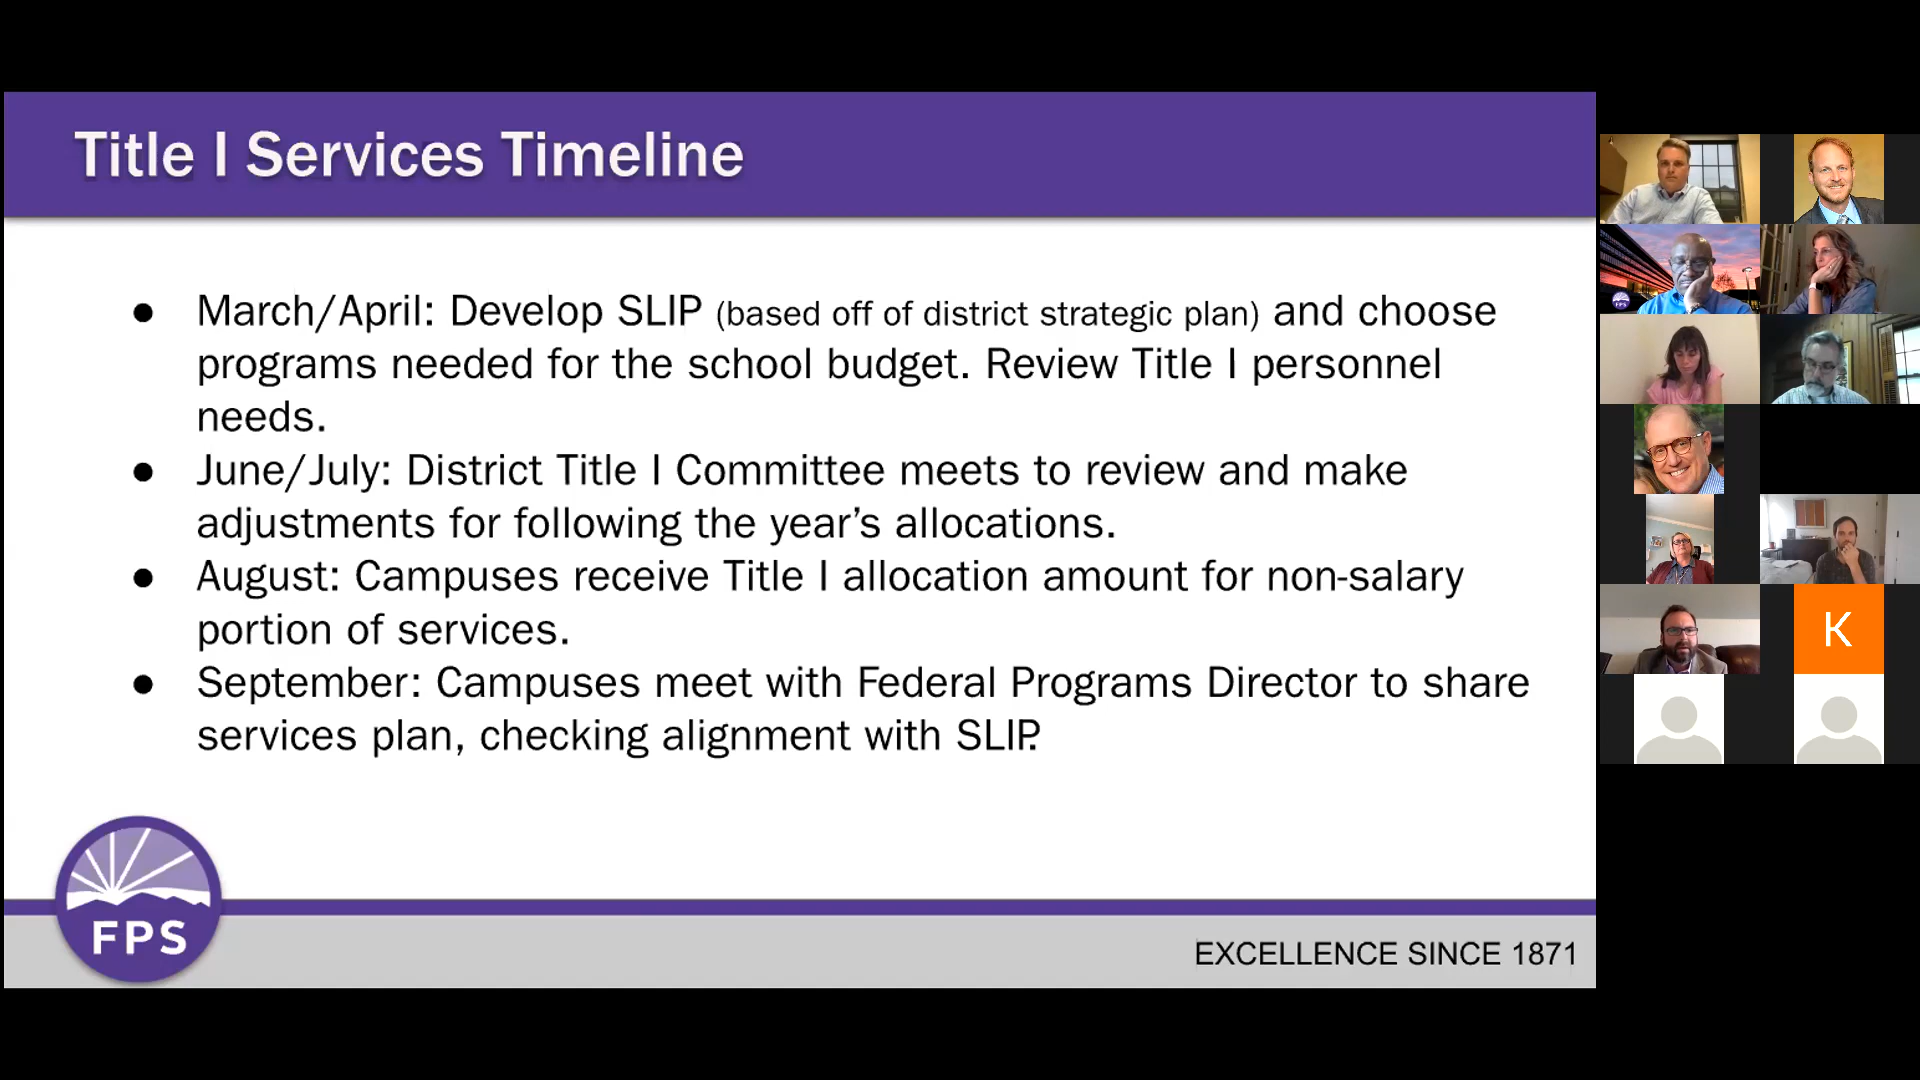 Title I Services Timeline
● March/April: Develop SLIP (based off of district strategic plan) and choose
programs needed for the school budget. Review Title I personnel
needs.
● June/July: District Title I Committee meets to review and make
adjustments for following the year’s allocations.
● August: Campuses receive Title I allocation amount for non-salary
portion of services.
● September: Campuses meet with Federal Programs Director to share
services plan, checking alignment with SLIP.
FPS
EXCELLENCE SINCE 1871
FPS
K